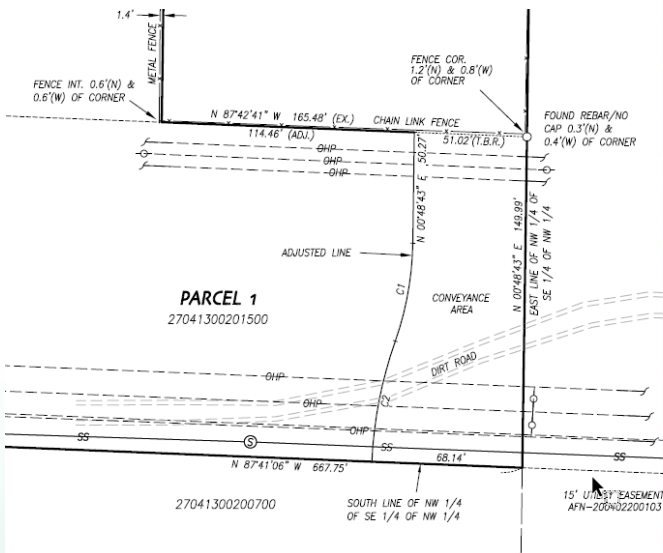 1.4'
METAL FENCE
FENCE INT. 0.6'(N) &
0.6'(W) OF CORNER
FENCE COR.
1.2'(N) & 0.8'(W)
OF CORNER
N 87°42'41" W 165.48' (EX.)
CHAIN LINK FENCE
114.46' (ADJ.)
51.02'(T.B.R.)
FOUND REBAR/NO
CAP 0.3'(N) &
0.4'(W) OF CORNER
OHP
OHP
OHP
N 00°48'43" E 50.27'
N 00°48'43" E 149.99'
EAST LINE OF NW 1/4 OF
SE 1/4 OF NW 1/4
ADJUSTED LINE
C1
CONVEYANCE
AREA
PARCEL 1
27041300201500
DIRT ROAD
OHP
C2
OHP
OHP
SS
S
SS
SS
N 87°41'06" W 667.75'
68.14'
27041300200700
SOUTH LINE OF NW 1/4
OF SE 1/4 OF NW 1/4
15' UTILITY EASEMENT
AFN-200402200103